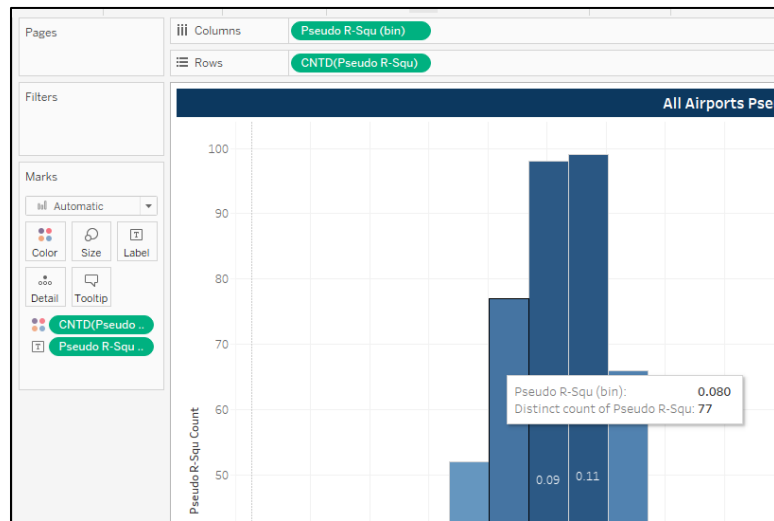 Pages
Columns
Pseudo R-Squ (bin)
Rows
CNTD(Pseudo R-Squ)
Filters
All Airports Pse
Marks
Automatic
Color
Size
T
Label
Detail
Tooltip
CNTD(Pseudo ..
T
Pseudo R-Squ ..
Pseudo R-Squ Count
100
90
80
70
60
50
Pseudo R-Squ (bin): 0.080
Distinct count of Pseudo R-Squ: 77
0.09
0.11